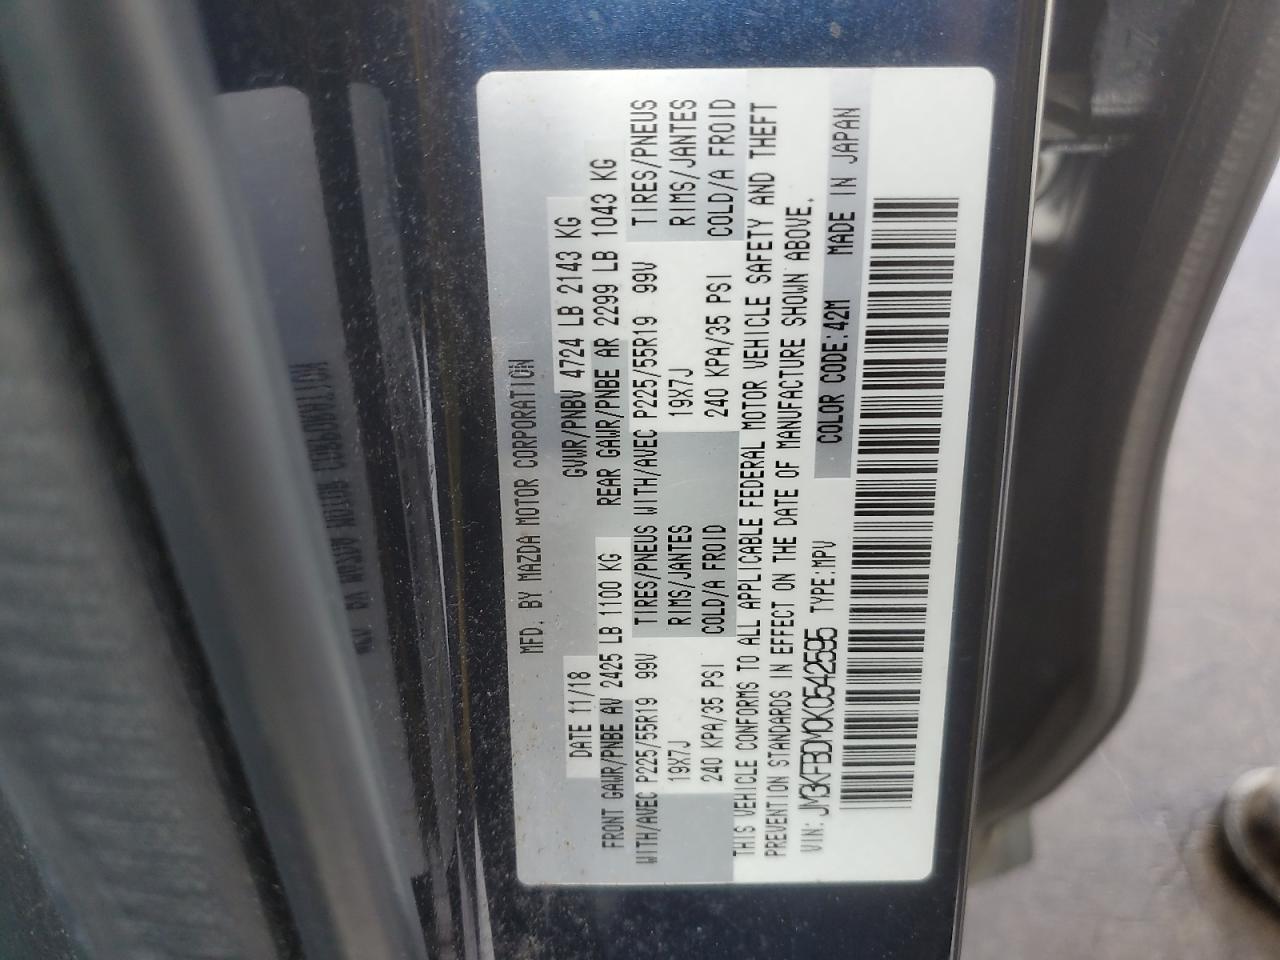 MFD. BY MAZDA MOTOR CORPORATION
DATE 11/18 GVWR/PNBV 4724 LB 2143 KG
FRONT GAWR/PNBE AV 2425 LB 1100 KG REAR GAWR/PNBE AR 2299 LB 1043 KG
WITH/AVEC P225/55R19 99V TIRES/PNEUS WITH/AVEC P225/55R19 99V TIRES/PNEUS
19X7J RIMS/JANTES 19X7J RIMS/JANTES
240 KPA/35 PSI COLD/A FROID 240 KPA/35 PSI COLD/A FROID
THIS VEHICLE CONFORMS TO ALL APPLICABLE FEDERAL MOTOR VEHICLE SAFETY AND THEFT
PREVENTION STANDARDS IN EFFECT ON THE DATE OF MANUFACTURE SHOWN ABOVE.
VIN: JM3KFBDM0K0542595 TYPE:MPV COLOR CODE:42M MADE IN JAPAN